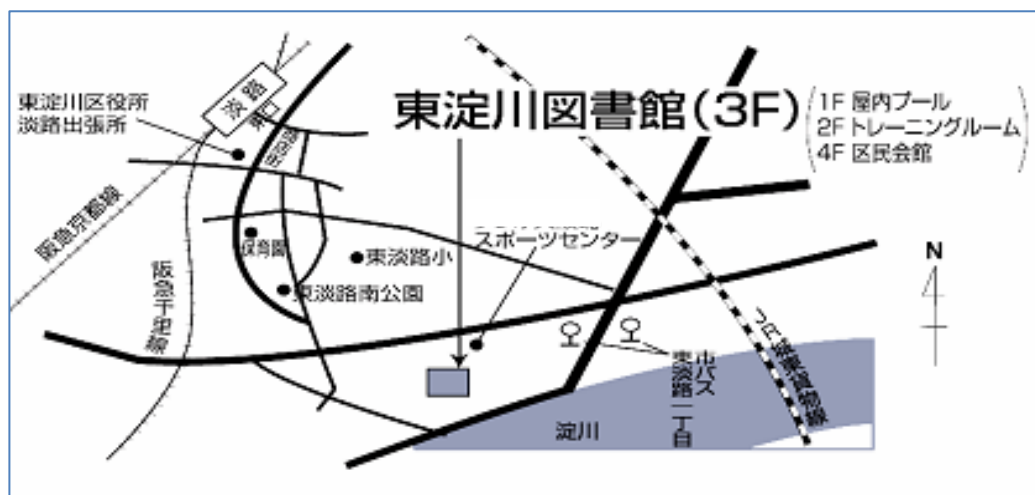 淡路
東
東淀川区役所
淡路出張所
東淀川図書館(3F)
1F 屋内プール
2F トレーニングルーム
4F 区民会館
阪急京都線
阪急千里線
保育園
東淡路小
スポーツセンター
東淡路南公園
N
市バス
東淡路一丁目
JR城東貨物線
淀川